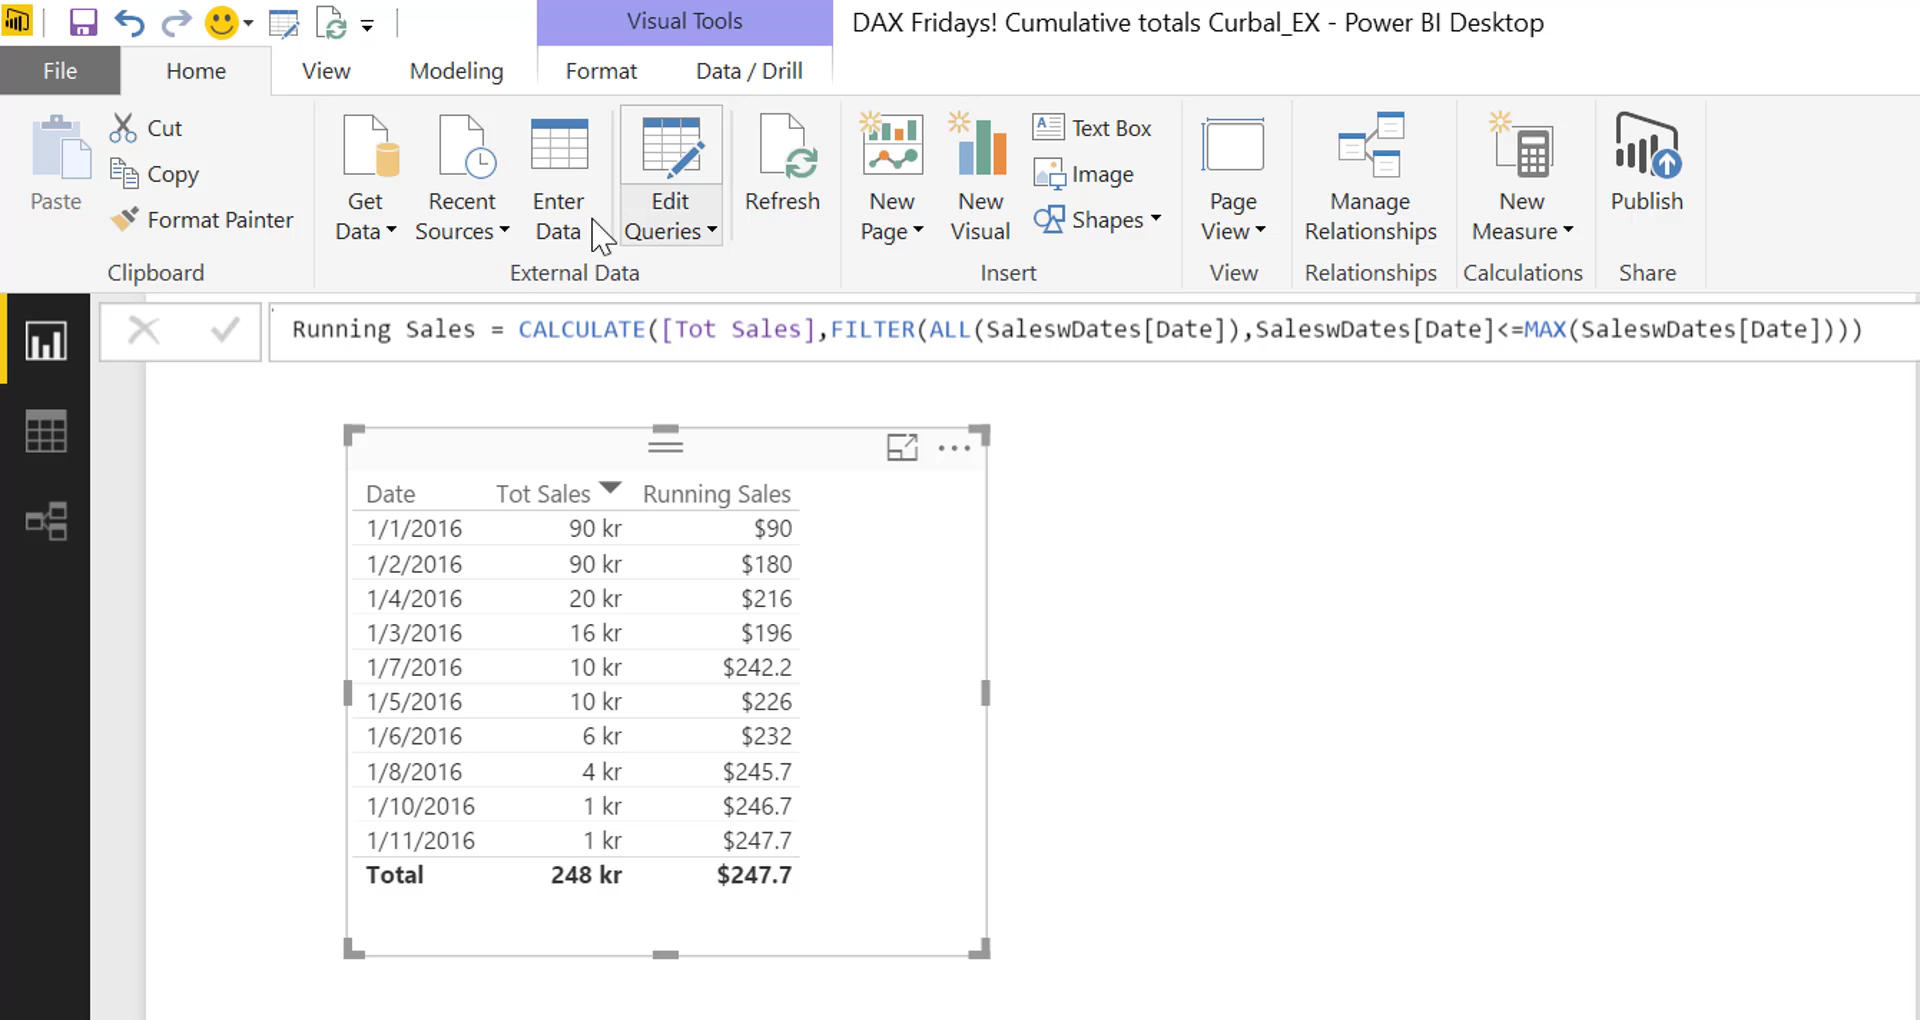 Visual Tools
DAX Fridays! Cumulative totals Curbal_EX - Power BI Desktop
File
Home
View
Modeling
Format
Data / Drill
Paste
Cut
Copy
Format Painter
Clipboard
Get
Data
Recent
Sources
Enter
Data
Edit
Queries
Refresh
External Data
New
Page
New
Visual
Text Box
Image
Shapes
Insert
Page
View
View
Manage
Relationships
Relationships
New
Measure
Calculations
Publish
Share
Running Sales = CALCULATE([Tot Sales],FILTER(ALL(SaleswDates[Date]),SaleswDates[Date]<=MAX(SaleswDates[Date])))
Date Tot Sales Running Sales
1/1/2016 90 kr $90
1/2/2016 90 kr $180
1/4/2016 20 kr $216
1/3/2016 16 kr $196
1/7/2016 10 kr $242.2
1/5/2016 10 kr $226
1/6/2016 6 kr $232
1/8/2016 4 kr $245.7
1/10/2016 1 kr $246.7
1/11/2016 1 kr $247.7
Total 248 kr $247.7